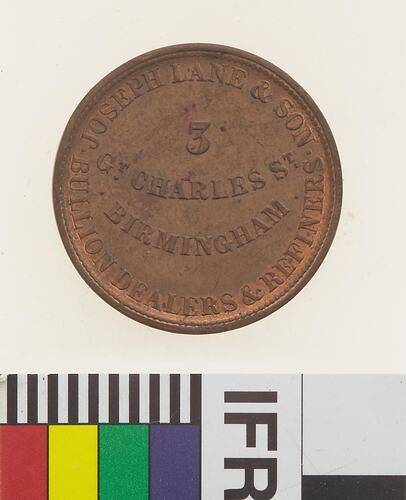 · JOSEPH LANE & SON ·
3
GT CHARLES ST
BIRMINGHAM
BULLION DEALERS & REFINERS
IFR